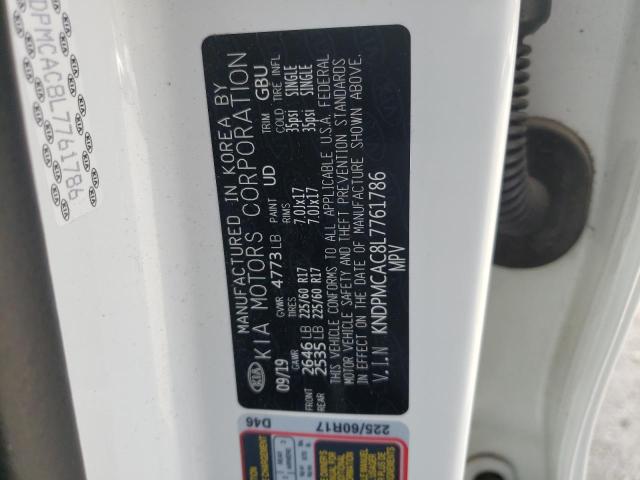 MANUFACTURED IN KOREA BY
KIA MOTORS CORPORATION
KIA
09/19 GVWR 4773 LB PAINT UD TRIM GBU
GAWR TIRES RIMS COLD TIRE INFL
FRONT 2646 LB 225/60 R17 7.0Jx17 35psi SINGLE
REAR 2535 LB 225/60 R17 7.0Jx17 35psi SINGLE
THIS VEHICLE CONFORMS TO ALL APPLICABLE U.S.A. FEDERAL
MOTOR VEHICLE SAFETY AND THEFT PREVENTION STANDARDS
IN EFFECT ON THE DATE OF MANUFACTURE SHOWN ABOVE.
V.I.N KNDPMCAC8L7761786
MPV
D46
225/60R17
DPMCAC8L7761786